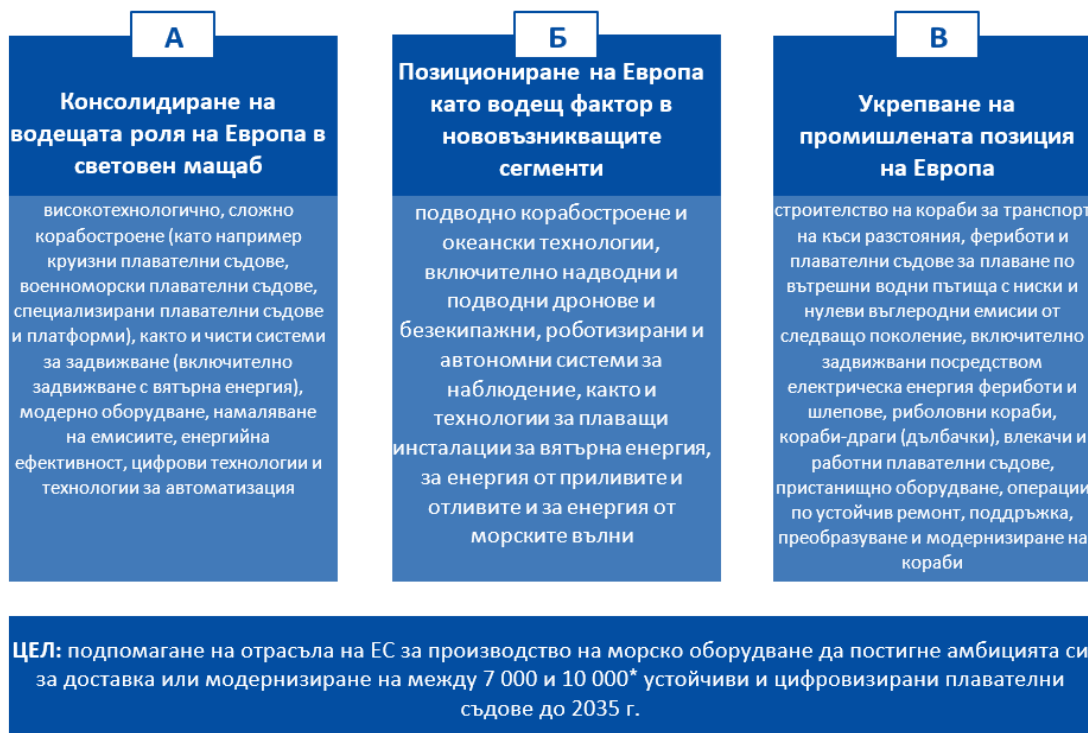 А
Консолидиране на
водещата роля на Европа в
световен мащаб
високотехнологично, сложно
корабостроене (като например
круизни плавателни съдове,
военноморски плавателни съдове,
специализирани плавателни съдове
и платформи), както и чисти системи
за задвижване (включително
задвижване с вятърна енергия),
модерно оборудване, намаляване
на емисиите, енергийна
ефективност, цифрови технологии и
технологии за автоматизация
Б
Позициониране на Европа
като водещ фактор в
нововъзникващите
сегменти
подводно корабостроене и
океански технологии,
включително надводни и
подводни дронове и
безекипажни, роботизирани и
автономни системи за
наблюдение, както и
технологии за плаващи
инсталации за вятърна енергия,
за енергия от приливите и
отливите и за енергия от
морските вълни
В
Укрепване на
промишлената позиция
на Европа
строителство на кораби за транспорт
на къси разстояния, фериботи и
плавателни съдове за плаване по
вътрешни водни пътища с ниски и
нулеви въглеродни емисии от
следващо поколение, включително
задвижвани посредством
електрическа енергия фериботи и
шлепове, риболовни кораби,
кораби-драги (дълбачки), влекачи и
работни плавателни съдове,
пристанищно оборудване, операции
по устойчив ремонт, поддръжка,
преобразуване и модернизиране на
кораби
ЦЕЛ: подпомагане на отрасъла на ЕС за производство на морско оборудване да постигне амбицията си
за доставка или модернизиране на между 7 000 и 10 000* устойчиви и цифровизирани плавателни
съдове до 2035 г.